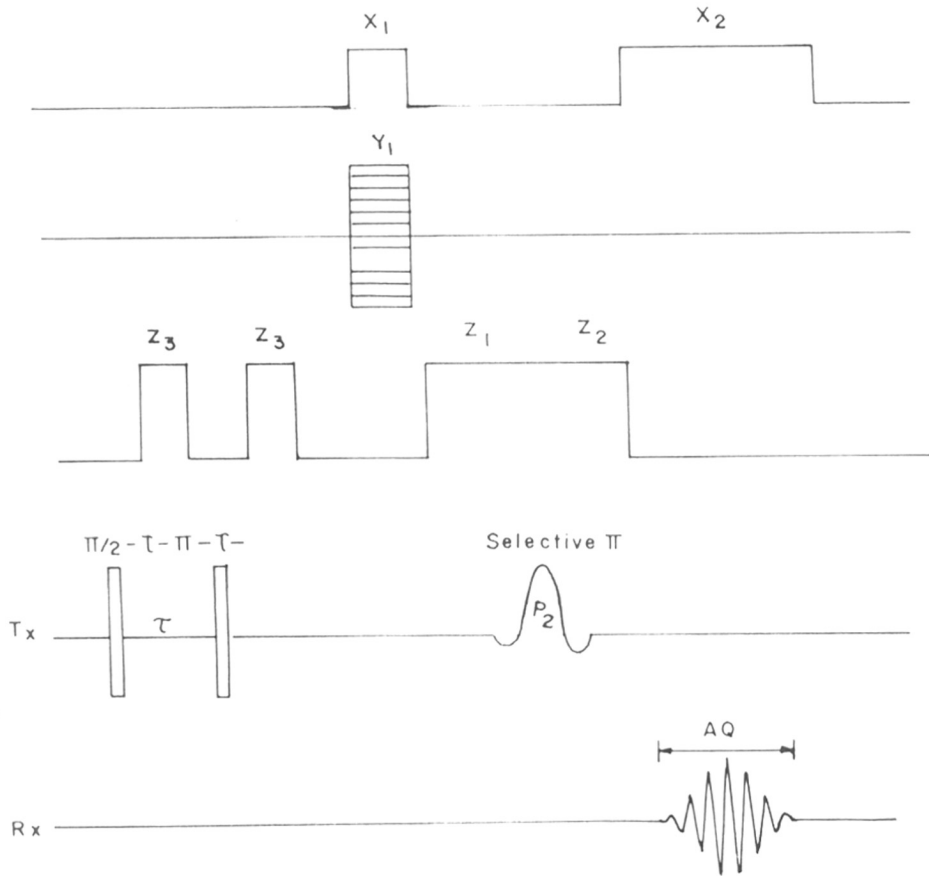 X₁ X₂
Y₁
Z₃ Z₃ Z₁ Z₂
π/2-τ-π-τ- Selective π
Tx τ P₂
AQ
Rx